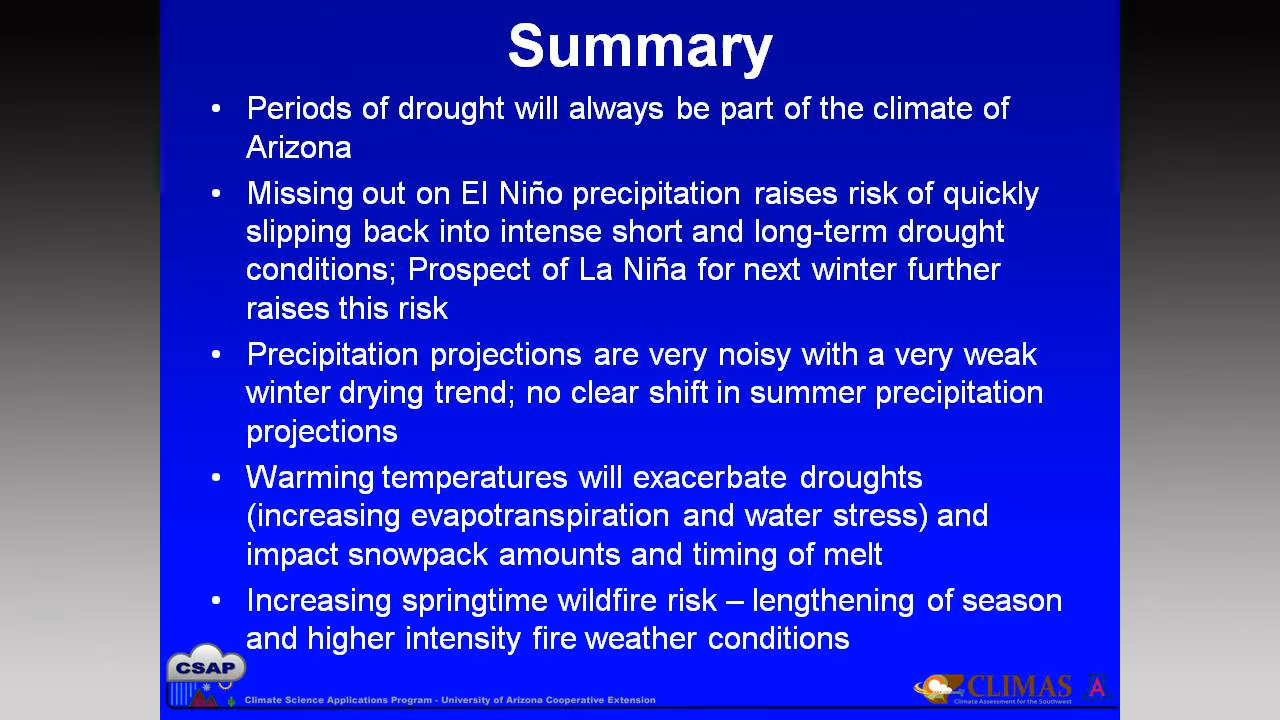 Summary
• Periods of drought will always be part of the climate of
Arizona
• Missing out on El Niño precipitation raises risk of quickly
slipping back into intense short and long-term drought
conditions; Prospect of La Niña for next winter further
raises this risk
• Precipitation projections are very noisy with a very weak
winter drying trend; no clear shift in summer precipitation
projections
• Warming temperatures will exacerbate droughts
(increasing evapotranspiration and water stress) and
impact snowpack amounts and timing of melt
• Increasing springtime wildfire risk – lengthening of season
and higher intensity fire weather conditions
CSAP
Climate Science Applications Program - University of Arizona Cooperative Extension
CLIMAS
Climate Assessment for the Southwest
A